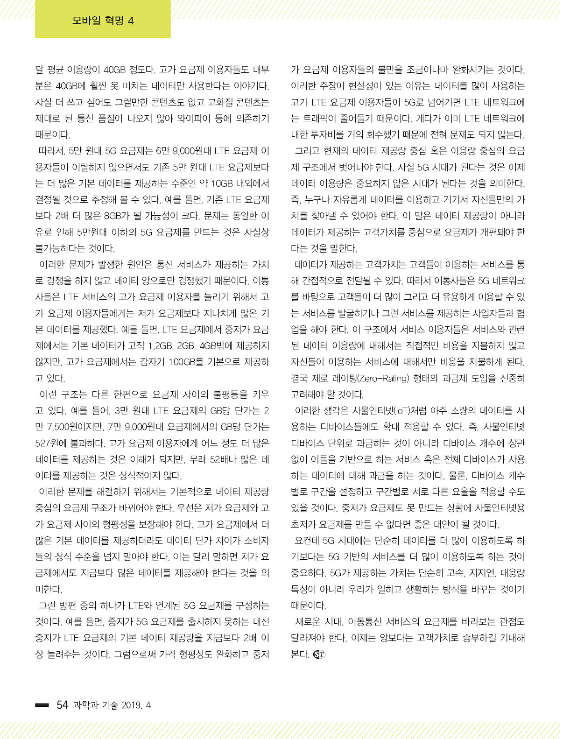 모바일 혁명 4
달 평균 이용량이 40GB 정도다. 고가 요금제 이용자들도 대부
분은 40GB에 훨씬 못 미치는 데이터만 사용한다는 이야기다.
사실 더 쓰고 싶어도 그럴만한 콘텐츠도 없고 고화질 콘텐츠는
제대로 된 통신 품질이 나오지 않아 와이파이 등에 의존하기
때문이다.
따라서, 5만 원대 5G 요금제는 6만 9,000원대 LTE 요금제 이
용자들이 이탈하지 않으면서도 기존 5만 원대 LTE 요금제보다
는 더 많은 기본 데이터를 제공하는 수준인 약 10GB 내외에서
결정될 것으로 추정해 볼 수 있다. 예를 들면, 기존 LTE 요금제
보다 2배 더 많은 8GB가 될 가능성이 크다. 문제는 동일한 이
유로 인해 5만원대 이하의 5G 요금제를 만드는 것은 사실상
불가능하다는 것이다.
이러한 문제가 발생한 원인은 통신 서비스가 제공하는 가치
로 경쟁을 하지 않고 데이터 양으로만 경쟁했기 때문이다. 이통
사들은 LTE 서비스의 고가 요금제 이용자를 늘리기 위해서 고
가 요금제 이용자들에게는 저가 요금제보다 지나치게 많은 기
본 데이터를 제공했다. 예를 들면, LTE 요금제에서 중저가 요금
제에서는 기본 데이터가 고작 1.2GB, 2GB, 4GB밖에 제공하지
않지만, 고가 요금제에서는 갑자기 100GB를 기본으로 제공하
고 있다.
이런 구조는 다른 한편으로 요금제 사이의 불평등을 키우
고 있다. 예를 들어, 3만 원대 LTE 요금제의 GB당 단가는 2
만 7,500원이지만, 7만 9,000원대 요금제에서의 GB당 단가는
527원에 불과하다. 고가 요금제 이용자에게 어느 정도 더 많은
데이터를 제공하는 것은 이해가 되지만, 무려 52배나 많은 데
이터를 제공하는 것은 상식적이지 않다.
이러한 문제를 해결하기 위해서는 기본적으로 데이터 제공량
중심의 요금제 구조가 바뀌어야 한다. 우선은 저가 요금제와 고
가 요금제 사이의 형평성을 보장해야 한다. 고가 요금제에서 더
많은 기본 데이터를 제공하더라도 데이터 단가 차이가 소비자
들의 상식 수준을 넘지 말아야 한다. 이는 달리 말하면 저가 요
금제에서도 지금보다 많은 데이터를 제공해야 한다는 것을 의
미한다.
그런 방편 중의 하나가 LTE와 연계된 5G 요금제를 구성하는
것이다. 예를 들면, 중저가 5G 요금제를 출시하지 못하는 대신
중저가 LTE 요금제의 기본 데이터 제공량을 지금보다 2배 이
상 늘려주는 것이다. 그럼으로써 가격 형평성도 완화하고 중저
가 요금제 이용자들의 불만을 조금이나마 완화시키는 것이다.
이러한 주장이 현실성이 있는 이유는 데이터를 많이 사용하는
고가 LTE 요금제 이용자들이 5G로 넘어가면 LTE 네트워크에
는 트래픽이 줄어들기 때문이다. 게다가 이미 LTE 네트워크에
대한 투자비를 거의 회수했기 때문에 전혀 문제도 되지 않는다.
그리고 현재의 데이터 제공량 중심 혹은 이용량 중심의 요금
제 구조에서 벗어나야 한다. 사실 5G 시대가 된다는 것은 이제
데이터 이용량은 중요하지 않은 시대가 된다는 것을 의미한다.
즉, 누구나 자유롭게 데이터를 이용하고 거기서 자신들만의 가
치를 찾아낼 수 있어야 한다. 이 말은 데이터 제공량이 아니라
데이터가 제공하는 고객가치를 중심으로 요금제가 개편돼야 한
다는 것을 말한다.
데이터가 제공하는 고객가치는 고객들이 이용하는 서비스를 통
해 간접적으로 전달될 수 있다. 따라서 이통사들은 5G 네트워크
를 바탕으로 고객들이 더 많이 그리고 더 유용하게 이용할 수 있
는 서비스를 발굴하거나 그런 서비스를 제공하는 사업자들과 협
업을 해야 한다. 이 구조에서 서비스 이용자들은 서비스와 관련
된 데이터 이용량에 대해서는 직접적인 비용을 지불하지 않고
자신들이 이용하는 서비스에 대해서만 비용을 지불하게 된다.
결국 제로 레이팅(Zero-Rating) 형태의 과금제 도입을 신중히
고려해야 할 것이다.
이러한 생각은 사물인터넷(oT)처럼 아주 소량의 데이터를 사
용하는 디바이스들에도 확대 적용할 수 있다. 즉, 사물인터넷
디바이스 단위로 과금하는 것이 아니라 디바이스 개수에 상관
없이 이들을 기반으로 하는 서비스 혹은 전체 디바이스가 사용
하는 데이터에 대해 과금을 하는 것이다. 물론, 디바이스 개수
별로 구간을 설정하고 구간별로 서로 다른 요율을 적용할 수도
있을 것이다. 중저가 요금제도 못 만드는 상황에 사물인터넷용
초저가 요금제를 만들 수 없다면 좋은 대안이 될 것이다.
요컨대 5G 시대에는 단순히 데이터를 더 많이 이용하도록 하
기보다는 5G 기반의 서비스를 더 많이 이용하도록 하는 것이
중요하다. 5G가 제공하는 가치는 단순히 고속, 저지연, 대용량
특성이 아니라 우리가 일하고 생활하는 방식을 바꾸는 것이기
때문이다.
새로운 시대, 이동통신 서비스의 요금제를 바라보는 관점도
달라져야 한다. 이제는 양보다는 고객가치로 승부하길 기대해
본다.
54 과학과 기술 2019. 4